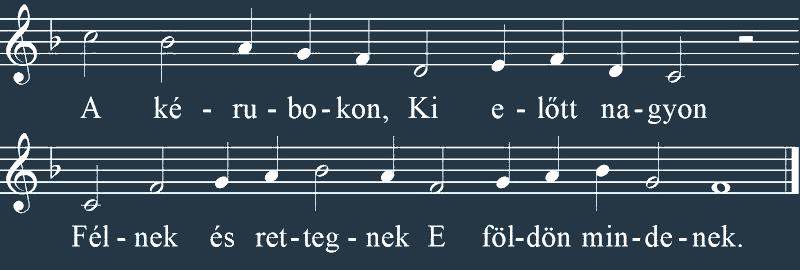 A ké - ru - bo - kon, Ki e - lőtt na - gyon
Fél - nek és ret - teg - nek E föl - dön min - de - nek.